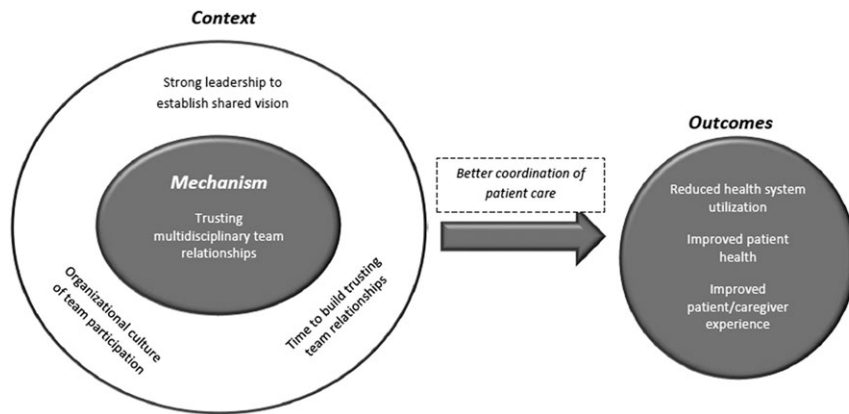 Context
Strong leadership to
establish shared vision
Mechanism
Trusting
multidisciplinary team
relationships
Organizational culture
of team participation
Time to build trusting
team relationships
Better coordination of
patient care
Outcomes
Reduced health system
utilization
Improved patient
health
Improved
patient/caregiver
experience